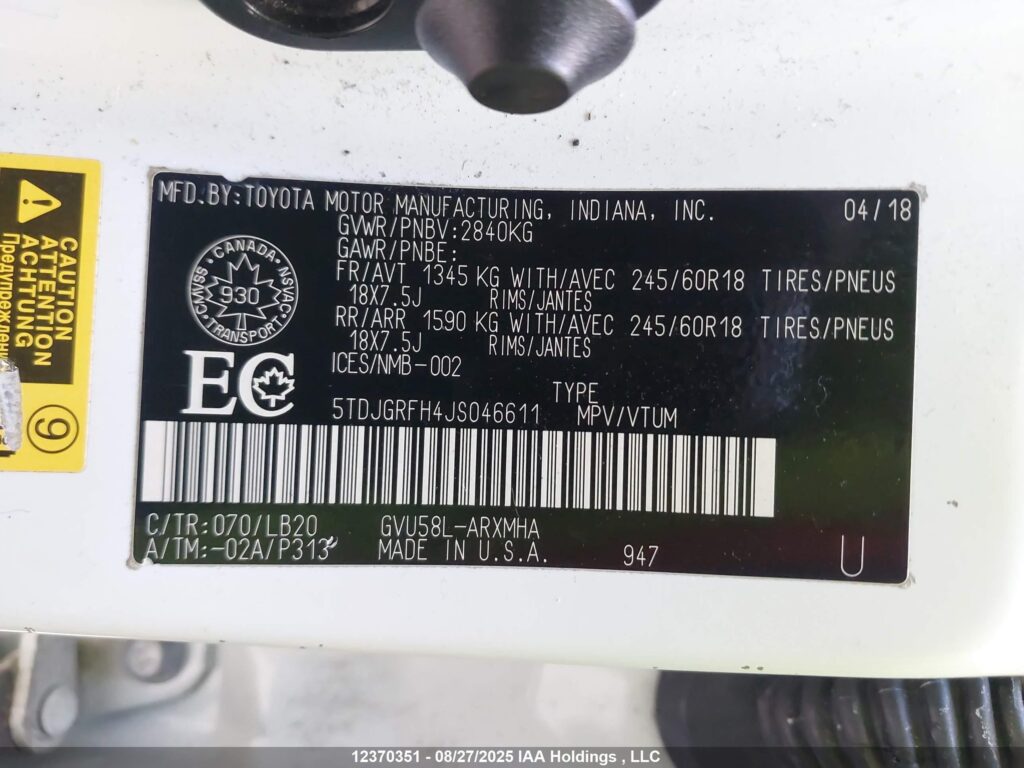 MFD.BY:TOYOTA MOTOR MANUFACTURING, INDIANA, INC. 04/18
GVWR/PNBV:2840KG
GAWR/PNBE:
FR/AVT 1345 KG WITH/AVEC 245/60R18 TIRES/PNEUS
18X7.5J RIMS/JANTES
RR/ARR 1590 KG WITH/AVEC 245/60R18 TIRES/PNEUS
18X7.5J RIMS/JANTES
ICES/NMB-002
CANADA
CMVSS NSVAC
930
TRANSPORT
EC
TYPE
5TDJGRFH4JS046611 MPV/VTUM
C/TR:070/LB20 GVU58L-ARXMHA
A/TM:-02A/P313 MADE IN U.S.A. 947 U
CAUTION
ATTENTION
ACHTUNG
9
12370351 - 08/27/2025 IAA Holdings , LLC